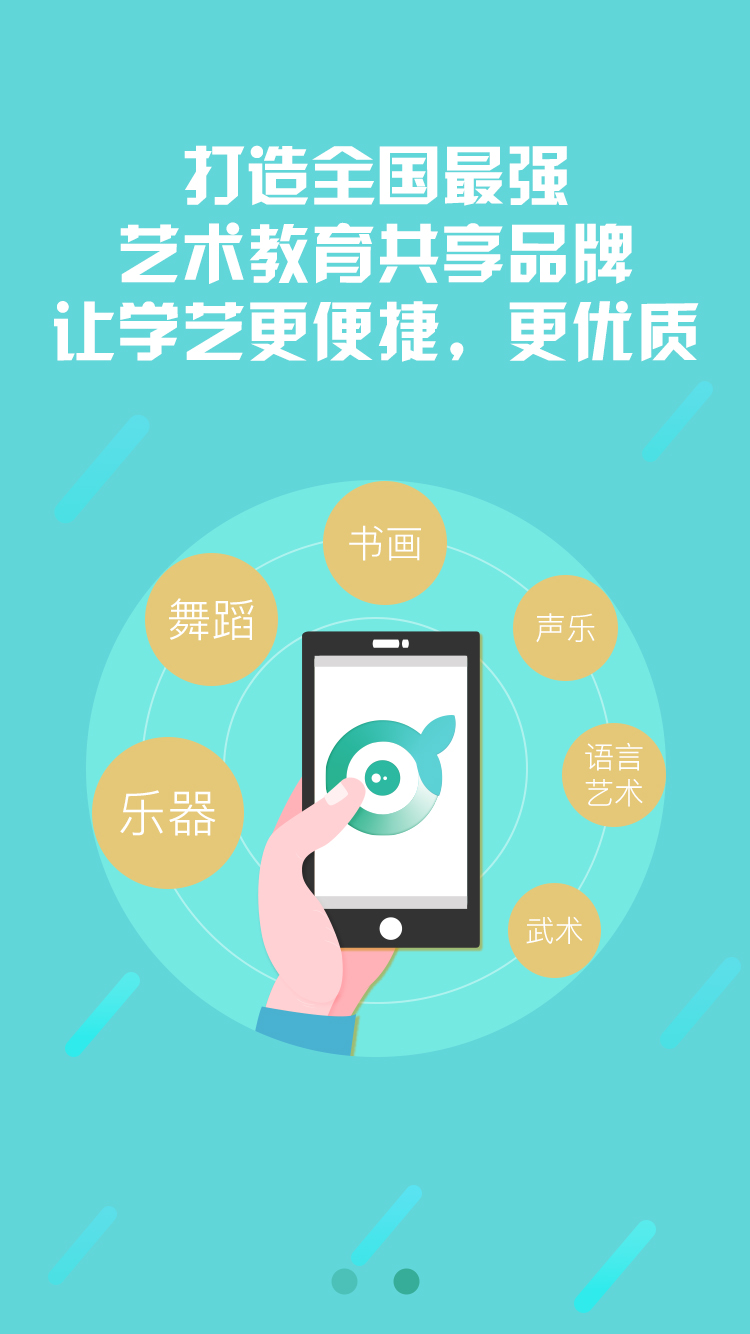 打造全国最强
艺术教育共享品牌
让学艺更便捷，更优质
书画
舞蹈
声乐
语言
艺术
乐器
武术